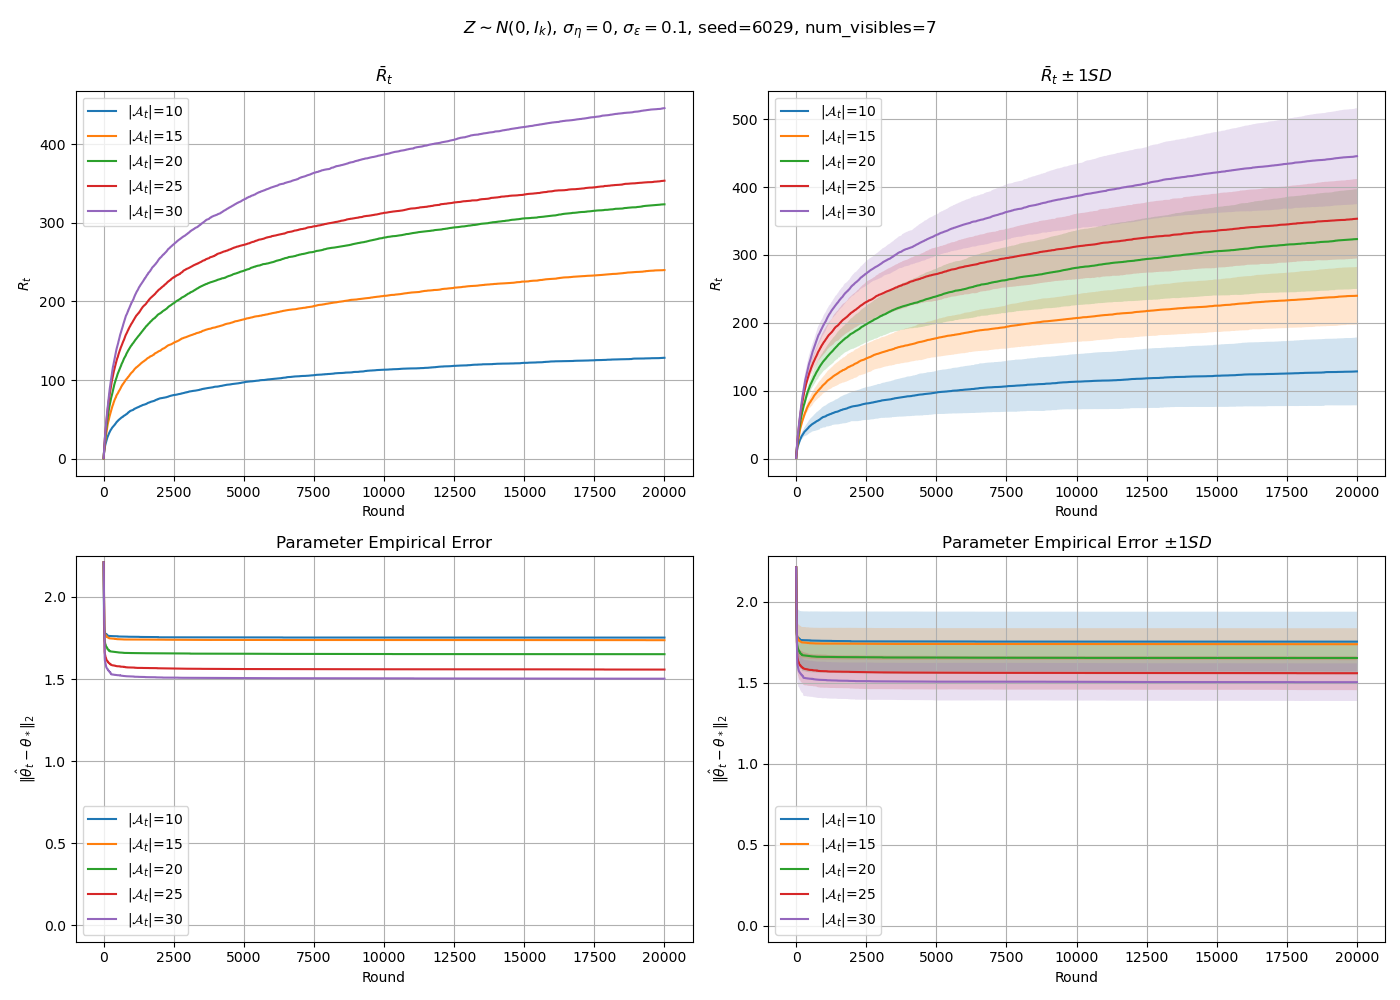 Z ∼ N(0, I_k), σ_η = 0, σ_ε = 0.1, seed=6029, num_visibles=7
R̄_t
R_t
400
300
200
100
0
|𝒜_t|=10
|𝒜_t|=15
|𝒜_t|=20
|𝒜_t|=25
|𝒜_t|=30
0 2500 5000 7500 10000 12500 15000 17500 20000
Round
R̄_t ± 1SD
R_t
500
400
300
200
100
0
|𝒜_t|=10
|𝒜_t|=15
|𝒜_t|=20
|𝒜_t|=25
|𝒜_t|=30
0 2500 5000 7500 10000 12500 15000 17500 20000
Round
Parameter Empirical Error
‖θ̂_t − θ_*‖_2
2.0
1.5
1.0
0.5
0.0
|𝒜_t|=10
|𝒜_t|=15
|𝒜_t|=20
|𝒜_t|=25
|𝒜_t|=30
0 2500 5000 7500 10000 12500 15000 17500 20000
Round
Parameter Empirical Error ±1SD
‖θ̂_t − θ_*‖_2
2.0
1.5
1.0
0.5
0.0
|𝒜_t|=10
|𝒜_t|=15
|𝒜_t|=20
|𝒜_t|=25
|𝒜_t|=30
0 2500 5000 7500 10000 12500 15000 17500 20000
Round